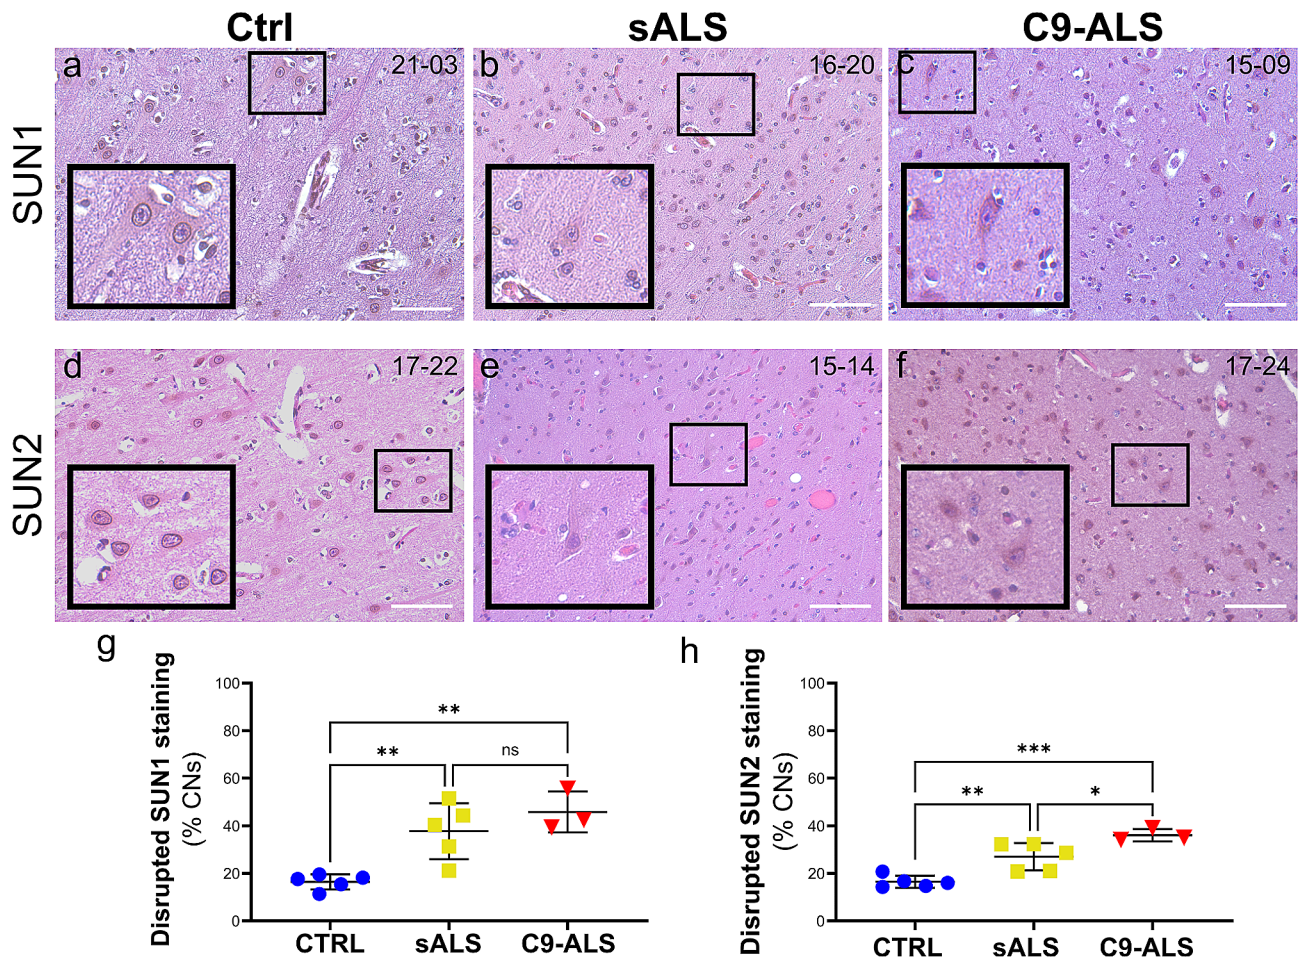 Ctrl sALS C9-ALS
SUN1
a 21-03 b 16-20 c 15-09
SUN2
d 17-22 e 15-14 f 17-24
g
Disrupted SUN1 staining
(% CNs)
100
80
60
40
20
0
**
** ns
CTRL sALS C9-ALS
h
Disrupted SUN2 staining
(% CNs)
100
80
60
40
20
0
***
** *
CTRL sALS C9-ALS